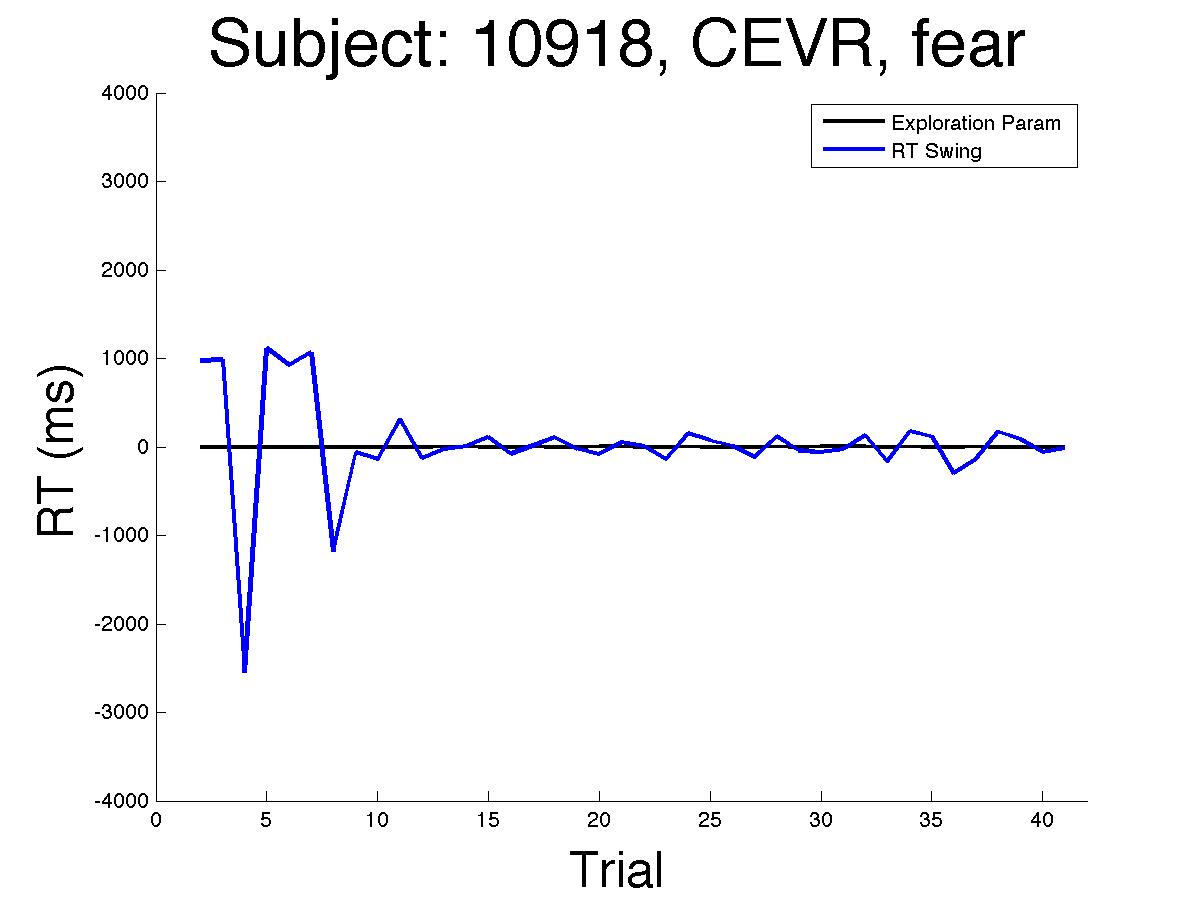 Subject: 10918, CEVR, fear
Exploration Param
RT Swing
4000
3000
2000
1000
0
-1000
-2000
-3000
-4000
RT (ms)
0 5 10 15 20 25 30 35 40
Trial